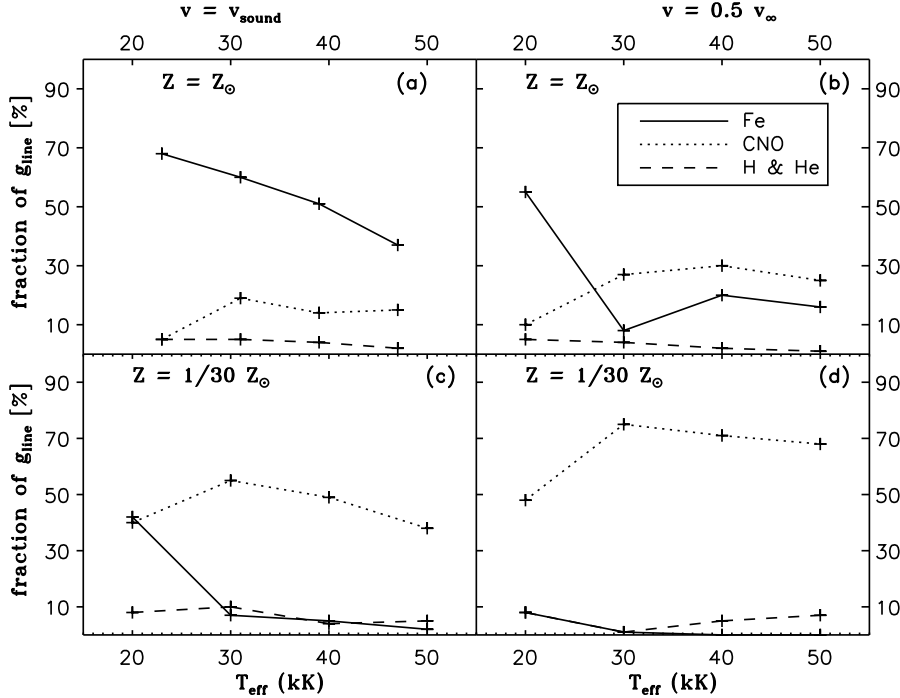 v = v_sound
v = 0.5 v_∞
20 30 40 50 20 30 40 50
Z = Z_⊙ (a)
Z = Z_⊙ (b)
Fe
CNO
H & He
fraction of g_line [%]
90
70
50
30
10
90
70
50
30
10
Z = 1/30 Z_⊙ (c)
Z = 1/30 Z_⊙ (d)
fraction of g_line [%]
90
70
50
30
10
90
70
50
30
10
20 30 40 50 20 30 40 50
T_eff (kK)
T_eff (kK)